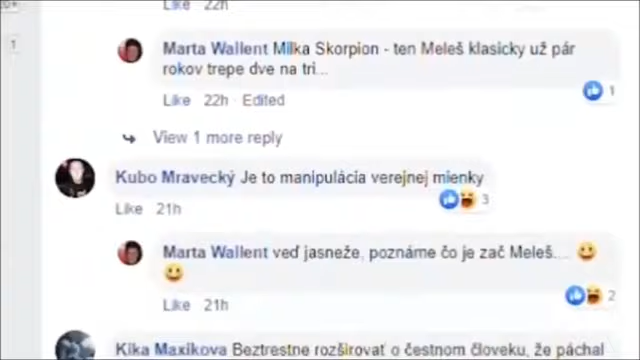 Like 22h
1
Marta Wallent Milka Skorpion - ten Meleš klasicky už pár
rokov trepe dve na tri...
Like 22h · Edited
1
View 1 more reply
Kubo Mravecký Je to manipulácia verejnej mienky
3
Like 21h
Marta Wallent veď jasneže, poznáme čo je zač Meleš....
2
Like 21h
Kika Maxikova Beztrestne rozširovať o čestnom človeku, že páchal